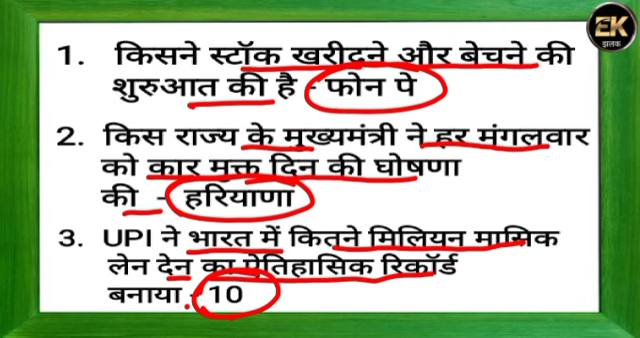 EK
झलक
1. किसने स्टॉक खरीदने और बेचने की
शुरुआत की है - फोन पे
2. किस राज्य के मुख्यमंत्री ने हर मंगलवार
को कार मुक्त दिन की घोषणा
की - हरियाणा
3. UPI ने भारत में कितने मिलियन मासिक
लेन देन का ऐतिहासिक रिकॉर्ड
बनाया - 10